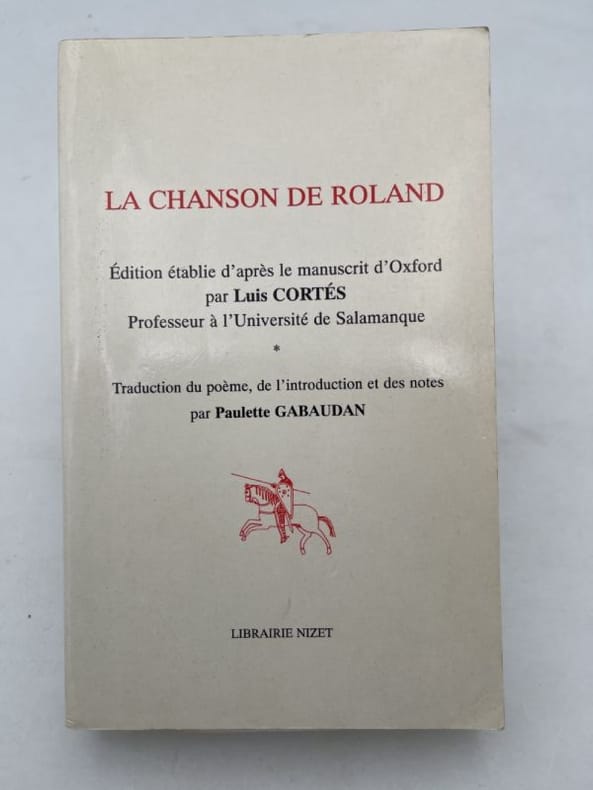 LA CHANSON DE ROLAND
Édition établie d'après le manuscrit d'Oxford
par Luis CORTÉS
Professeur à l'Université de Salamanque
*
Traduction du poème, de l'introduction et des notes
par Paulette GABAUDAN
LIBRAIRIE NIZET